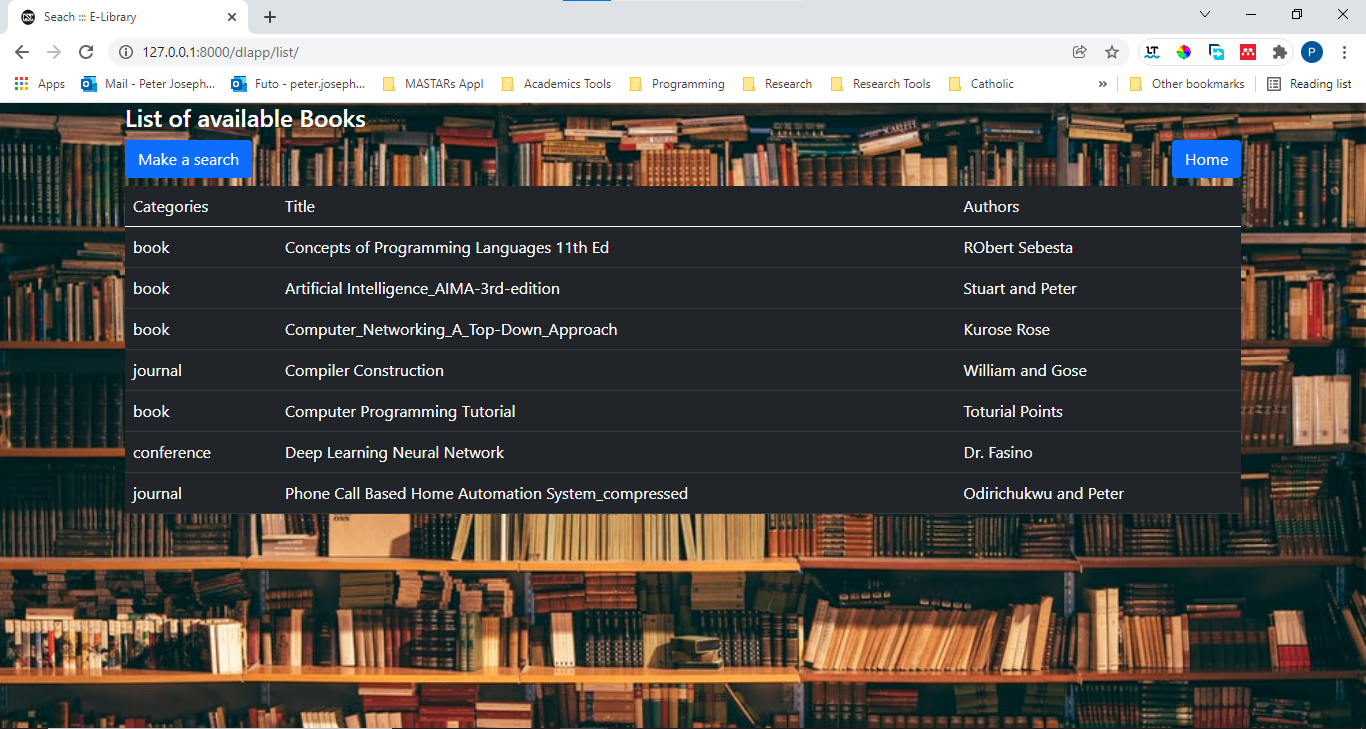 Seach ::: E-Library
127.0.0.1:8000/dlapp/list/
P
Apps Mail - Peter Joseph... Futo - peter.joseph... MASTARs Appl Academics Tools Programming Research Research Tools Catholic » Other bookmarks Reading list
List of available Books
Make a search Home
Categories Title Authors
book Concepts of Programming Languages 11th Ed RObert Sebesta
book Artificial Intelligence_AIMA-3rd-edition Stuart and Peter
book Computer_Networking_A_Top-Down_Approach Kurose Rose
journal Compiler Construction William and Gose
book Computer Programming Tutorial Toturial Points
conference Deep Learning Neural Network Dr. Fasino
journal Phone Call Based Home Automation System_compressed Odirichukwu and Peter